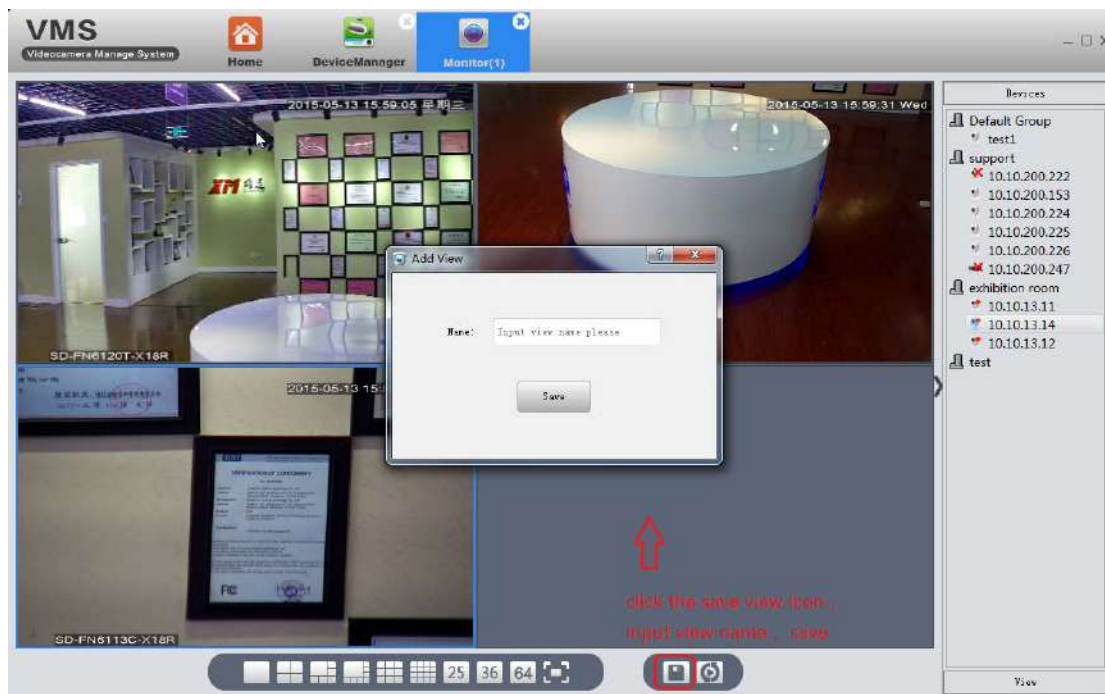 VMS
Videocamera Manage System
Home
DeviceMannger
Monitor(1)
2015-05-13 15:59:05 星期三
2015-05-13 15:59:31 Wed
XM
SD-FN6120T-X18R
2015-05-13 15
SD-FN6113C-X18R
FC
Add View
Name:
Input view name please
Save
click the save view icon,
input view name , save
25
36
64
Devices
Default Group
test1
support
10.10.200.222
10.10.200.153
10.10.200.224
10.10.200.225
10.10.200.226
10.10.200.247
exhibition room
10.10.13.11
10.10.13.14
10.10.13.12
test
View